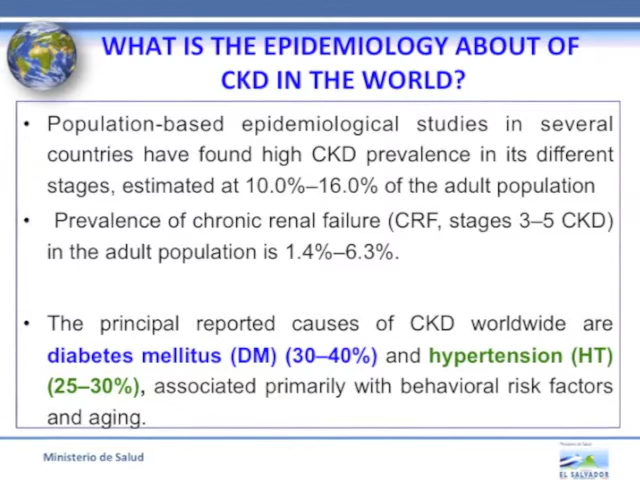 WHAT IS THE EPIDEMIOLOGY ABOUT OF
CKD IN THE WORLD?
• Population-based epidemiological studies in several
countries have found high CKD prevalence in its different
stages, estimated at 10.0%–16.0% of the adult population
• Prevalence of chronic renal failure (CRF, stages 3–5 CKD)
in the adult population is 1.4%–6.3%.
• The principal reported causes of CKD worldwide are
diabetes mellitus (DM) (30–40%) and hypertension (HT)
(25–30%), associated primarily with behavioral risk factors
and aging.
Ministerio de Salud
Ministerio de Salud
EL SALVADOR